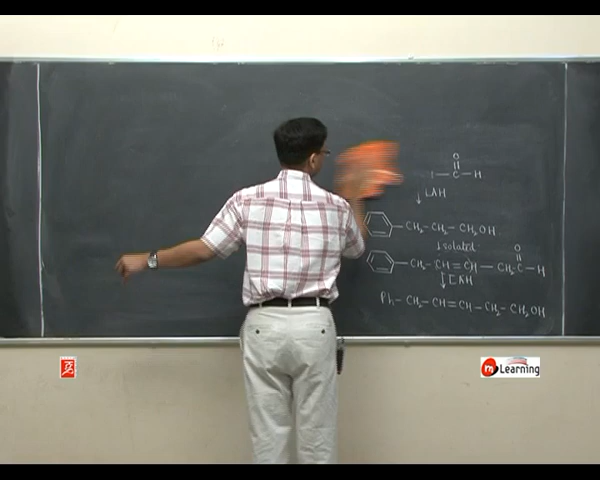 O
— C — H
↓ LAH
— CH₂ — CH₂ — CH₂OH
isolated
O
— CH₂ — CH = CH — CH₂ C — H
↓ LAH
Ph — CH₂ — CH = CH — CH₂ — CH₂OH
m Learning